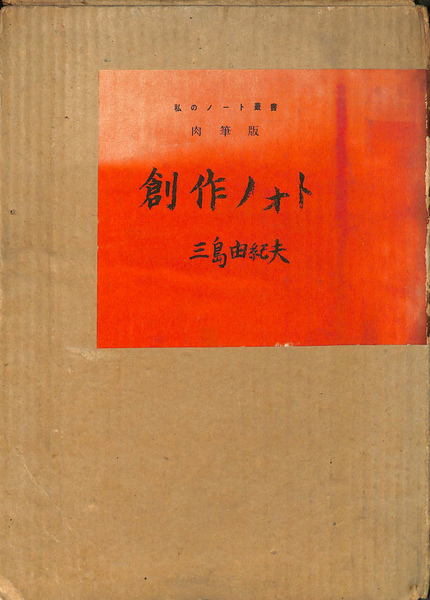 私のノート叢書
肉筆版
創作ノオト
三島由紀夫